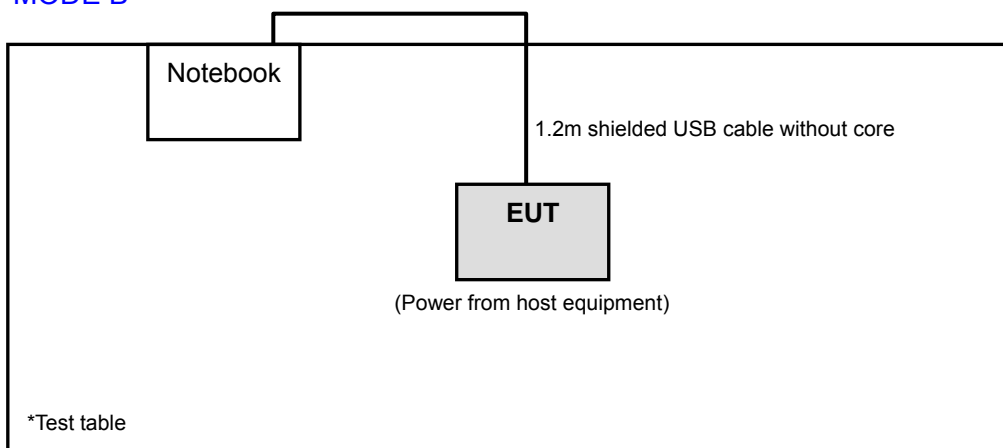 MODE B
Notebook
1.2m shielded USB cable without core
EUT
(Power from host equipment)
*Test table